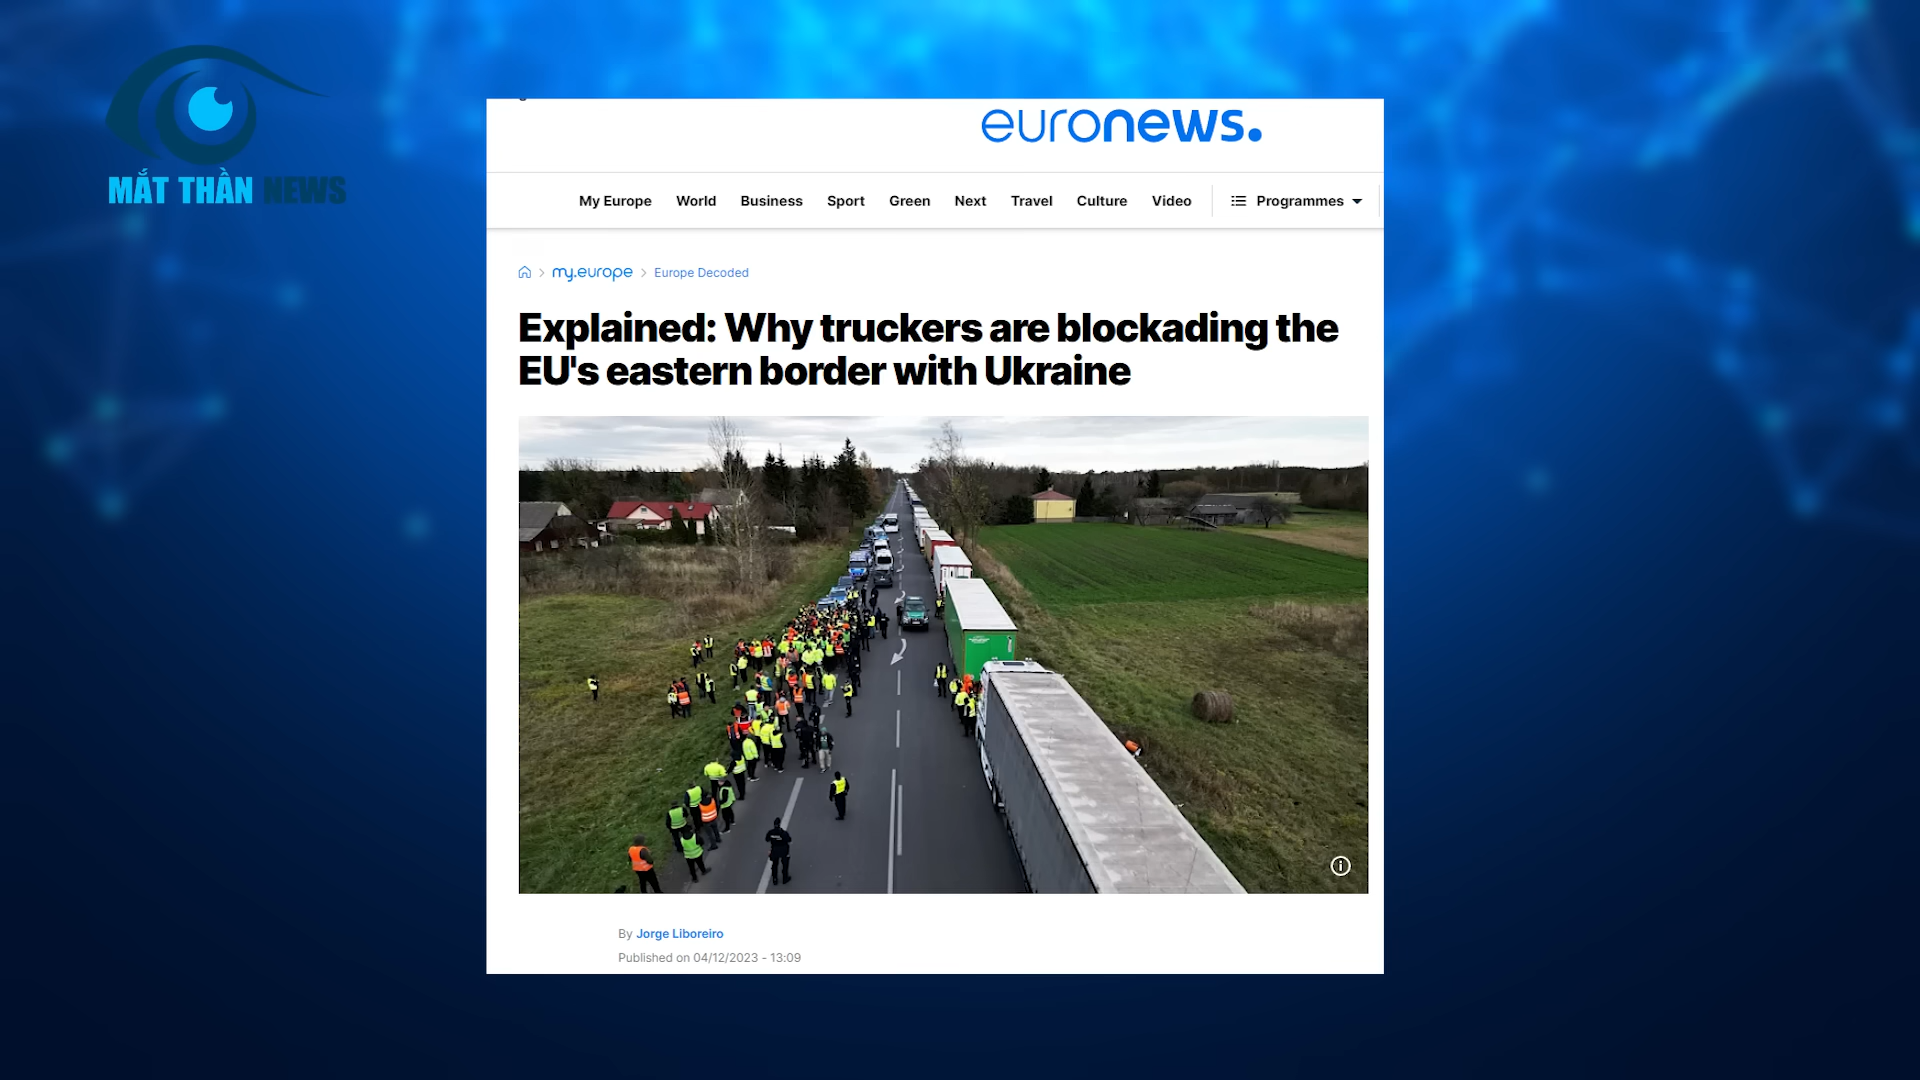 MẮT THẦN NEWS
euronews.
My Europe World Business Sport Green Next Travel Culture Video Programmes
my.europe Europe Decoded
Explained: Why truckers are blockading the
EU's eastern border with Ukraine
By Jorge Liboreiro
Published on 04/12/2023 - 13:09